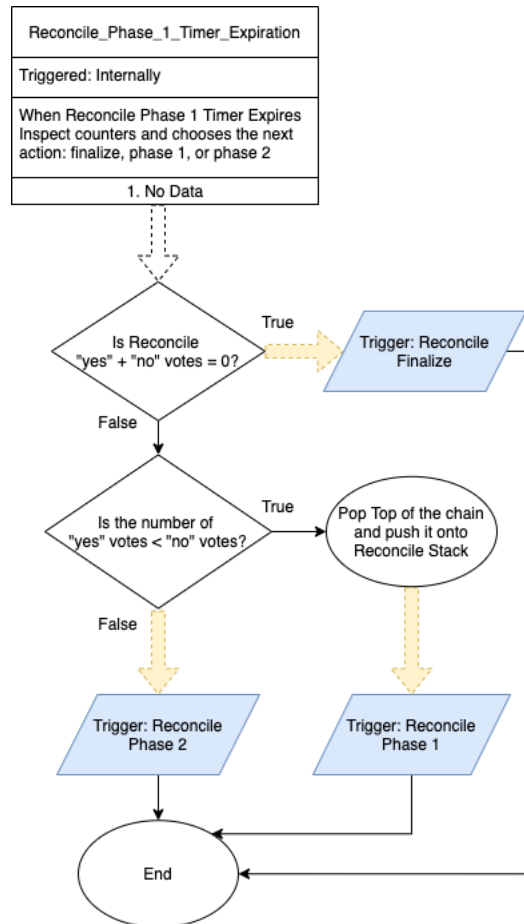 Reconcile_Phase_1_Timer_Expiration
Triggered: Internally
When Reconcile Phase 1 Timer Expires
Inspect counters and chooses the next
action: finalize, phase 1, or phase 2
1. No Data
Is Reconcile
"yes" + "no" votes = 0?
True
Trigger: Reconcile
Finalize
False
Is the number of
"yes" votes < "no" votes?
True
Pop Top of the chain
and push it onto
Reconcile Stack
False
Trigger: Reconcile
Phase 2
Trigger: Reconcile
Phase 1
End